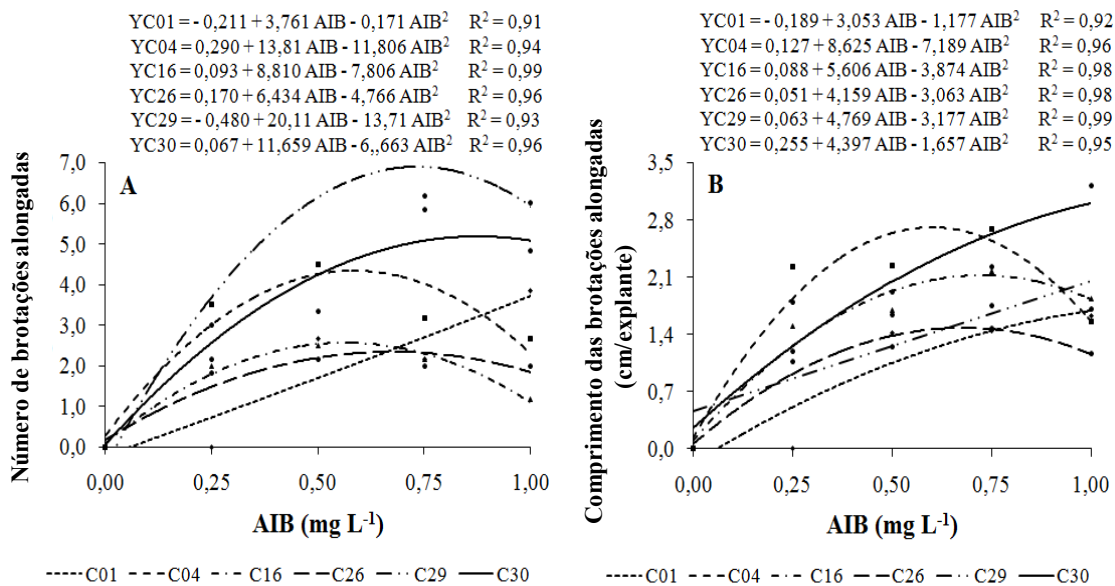 YC01 = - 0,211 + 3,761 AIB - 0,171 AIB² R² = 0,91
YC04 = 0,290 + 13,81 AIB - 11,806 AIB² R² = 0,94
YC16 = 0,093 + 8,810 AIB - 7,806 AIB² R² = 0,99
YC26 = 0,170 + 6,434 AIB - 4,766 AIB² R² = 0,96
YC29 = - 0,480 + 20,11 AIB - 13,71 AIB² R² = 0,93
YC30 = 0,067 + 11,659 AIB - 6,,663 AIB² R² = 0,96
A
Número de brotações alongadas
7,0
6,0
5,0
4,0
3,0
2,0
1,0
0,0
0,00 0,25 0,50 0,75 1,00
AIB (mg L⁻¹)
C01 C04 C16 C26 C29 C30
YC01 = - 0,189 + 3,053 AIB - 1,177 AIB² R² = 0,92
YC04 = 0,127 + 8,625 AIB - 7,189 AIB² R² = 0,96
YC16 = 0,088 + 5,606 AIB - 3,874 AIB² R² = 0,98
YC26 = 0,051 + 4,159 AIB - 3,063 AIB² R² = 0,98
YC29 = 0,063 + 4,769 AIB - 3,177 AIB² R² = 0,99
YC30 = 0,255 + 4,397 AIB - 1,657 AIB² R² = 0,95
B
Comprimento das brotações alongadas
(cm/explante)
3,5
2,8
2,1
1,4
0,7
0,0
0,00 0,25 0,50 0,75 1,00
AIB (mg L⁻¹)
C01 C04 C16 C26 C29 C30